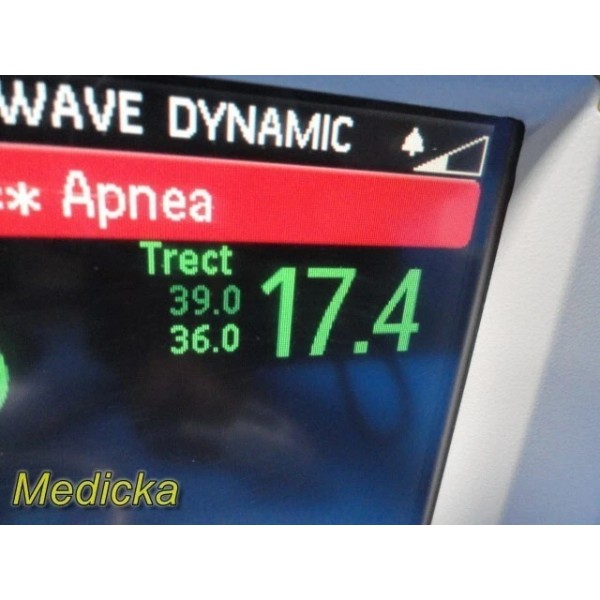 WAVE DYNAMIC
** Apnea
Trect
39.0
36.0
17.4
Medicka